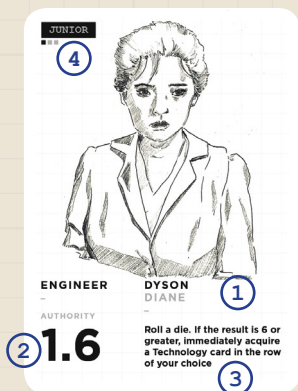 JUNIOR
4
ENGINEER
–
AUTHORITY
2 1.6
DYSON
DIANE
–
1
Roll a die. If the result is 6 or
greater, immediately acquire
a Technology card in the row
of your choice
3